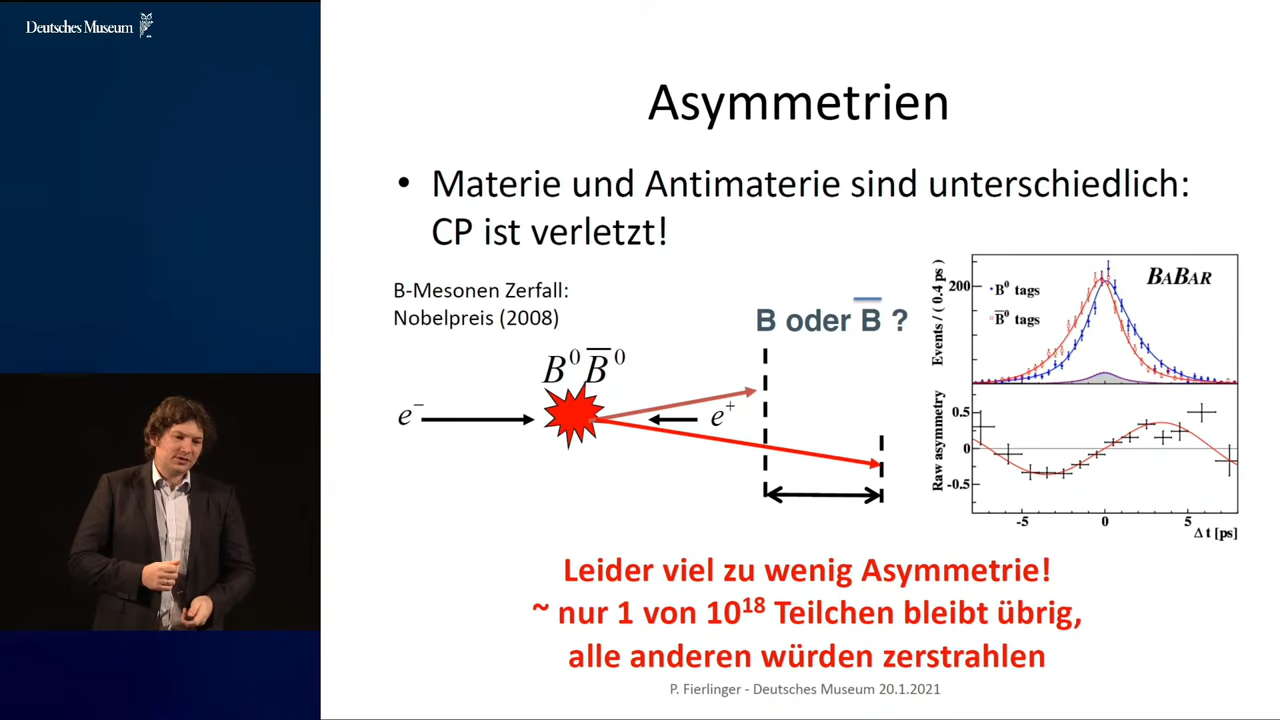 Deutsches Museum
Asymmetrien
• Materie und Antimaterie sind unterschiedlich:
CP ist verletzt!
B-Mesonen Zerfall:
Nobelpreis (2008)
B⁰ B̅⁰
e⁻
e⁺
B oder B̅ ?
BABAR
B⁰ tags
B̅⁰ tags
Events / ( 0.4 ps )
200
Raw asymmetry
0.5
0
-0.5
-5
0
5
Δ t [ps]
Leider viel zu wenig Asymmetrie!
~ nur 1 von 10¹⁸ Teilchen bleibt übrig,
alle anderen würden zerstrahlen
P. Fierlinger - Deutsches Museum 20.1.2021